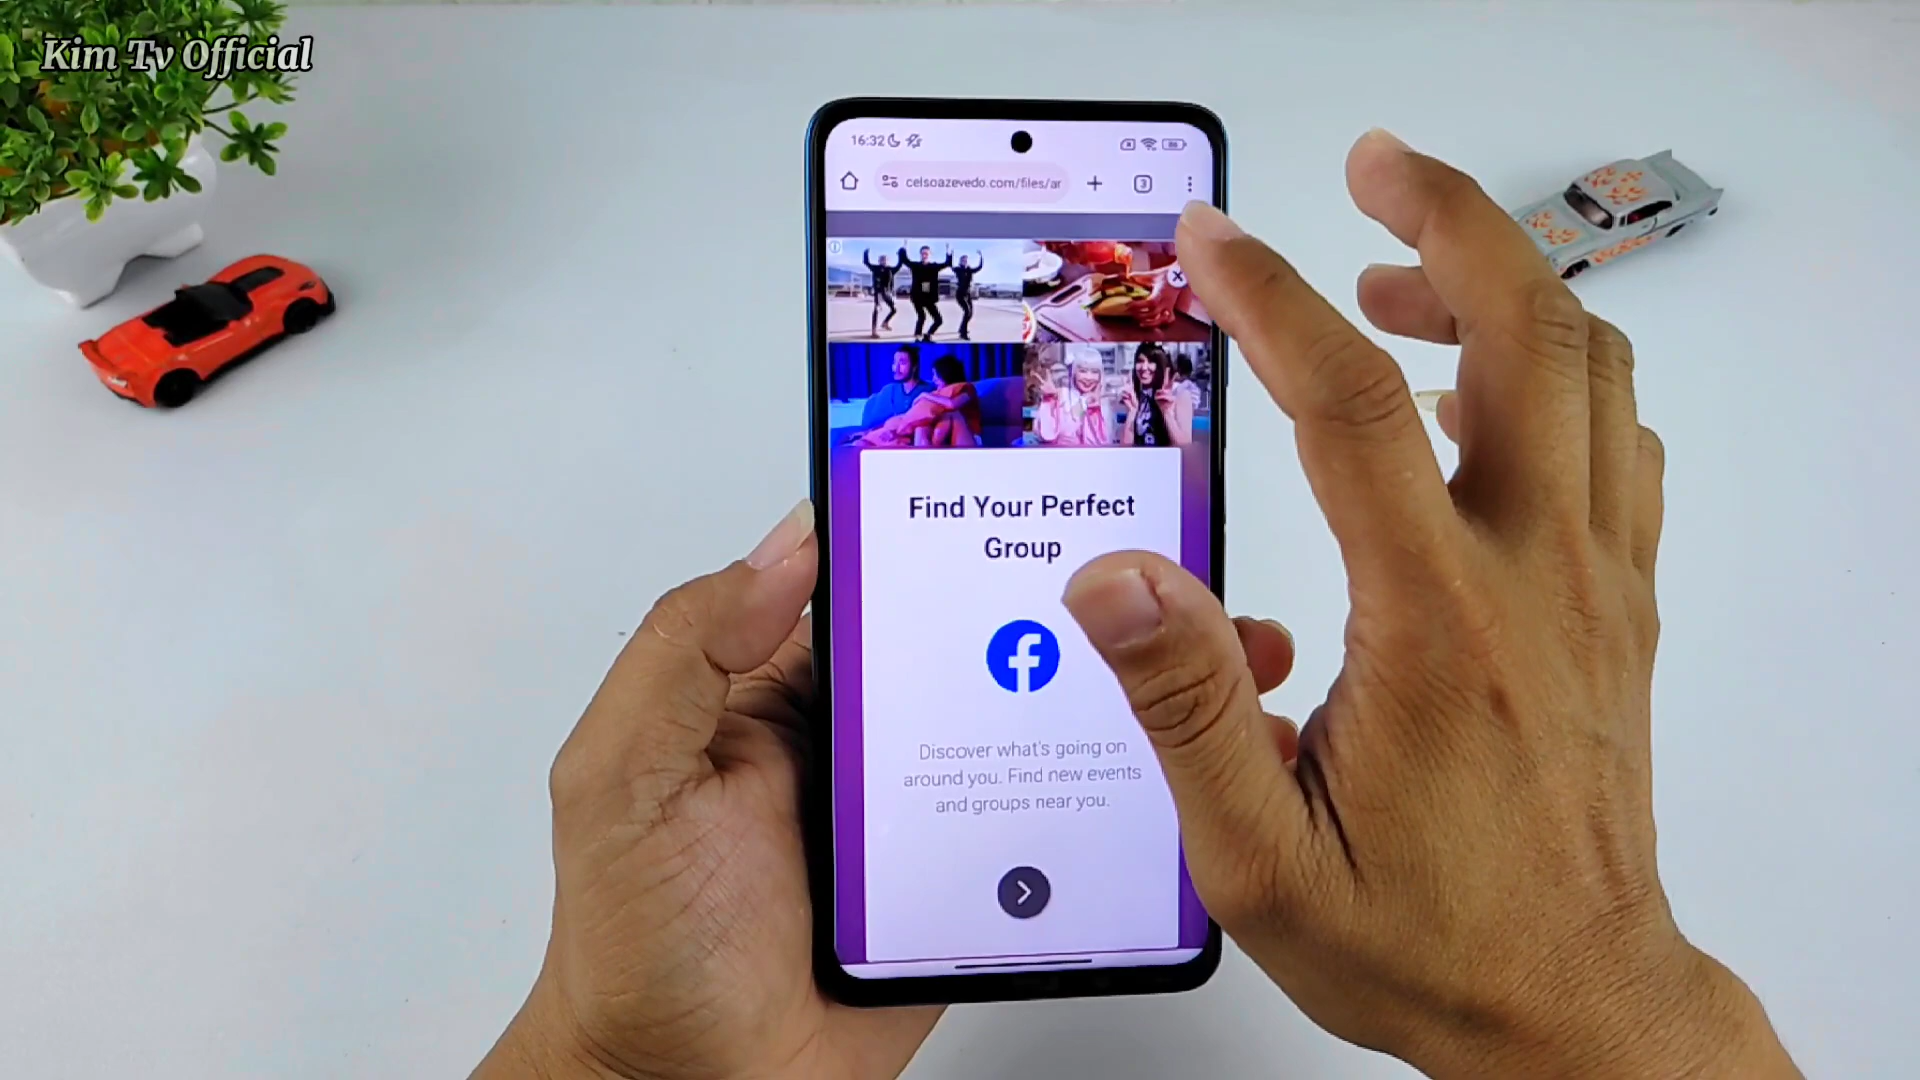 Kim Tv Official
16:32
celsoazevedo.com/files/ar
3
Find Your Perfect
Group
Discover what's going on
around you. Find new events
and groups near you.